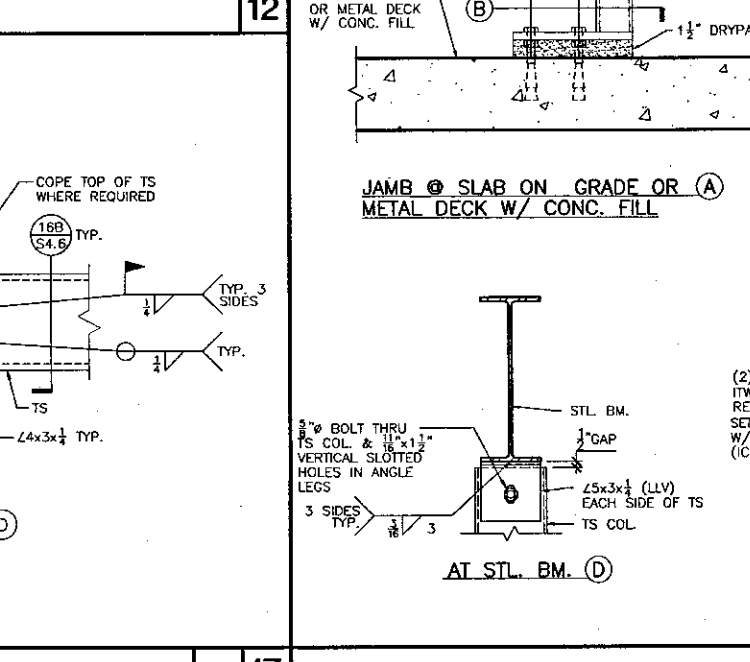 12
OR METAL DECK
W/ CONC. FILL
B
1 1/2" DRYPA
JAMB @ SLAB ON GRADE OR A
METAL DECK W/ CONC. FILL
COPE TOP OF TS
WHERE REQUIRED
16B
S4.6
TYP.
1/4
TYP. 3
SIDES
1/4
TYP.
TS
∠4x3x1/4 TYP.
STL. BM.
1/2"GAP
5/8"ø BOLT THRU
TS COL. & 11/16"x1 1/2"
VERTICAL SLOTTED
HOLES IN ANGLE
LEGS
3 SIDES
TYP.
3/16
3
∠5x3x1/4 (LLV)
EACH SIDE OF TS
TS COL.
AT STL. BM. D
(2)
ITW
RE
SET
W/
(IC